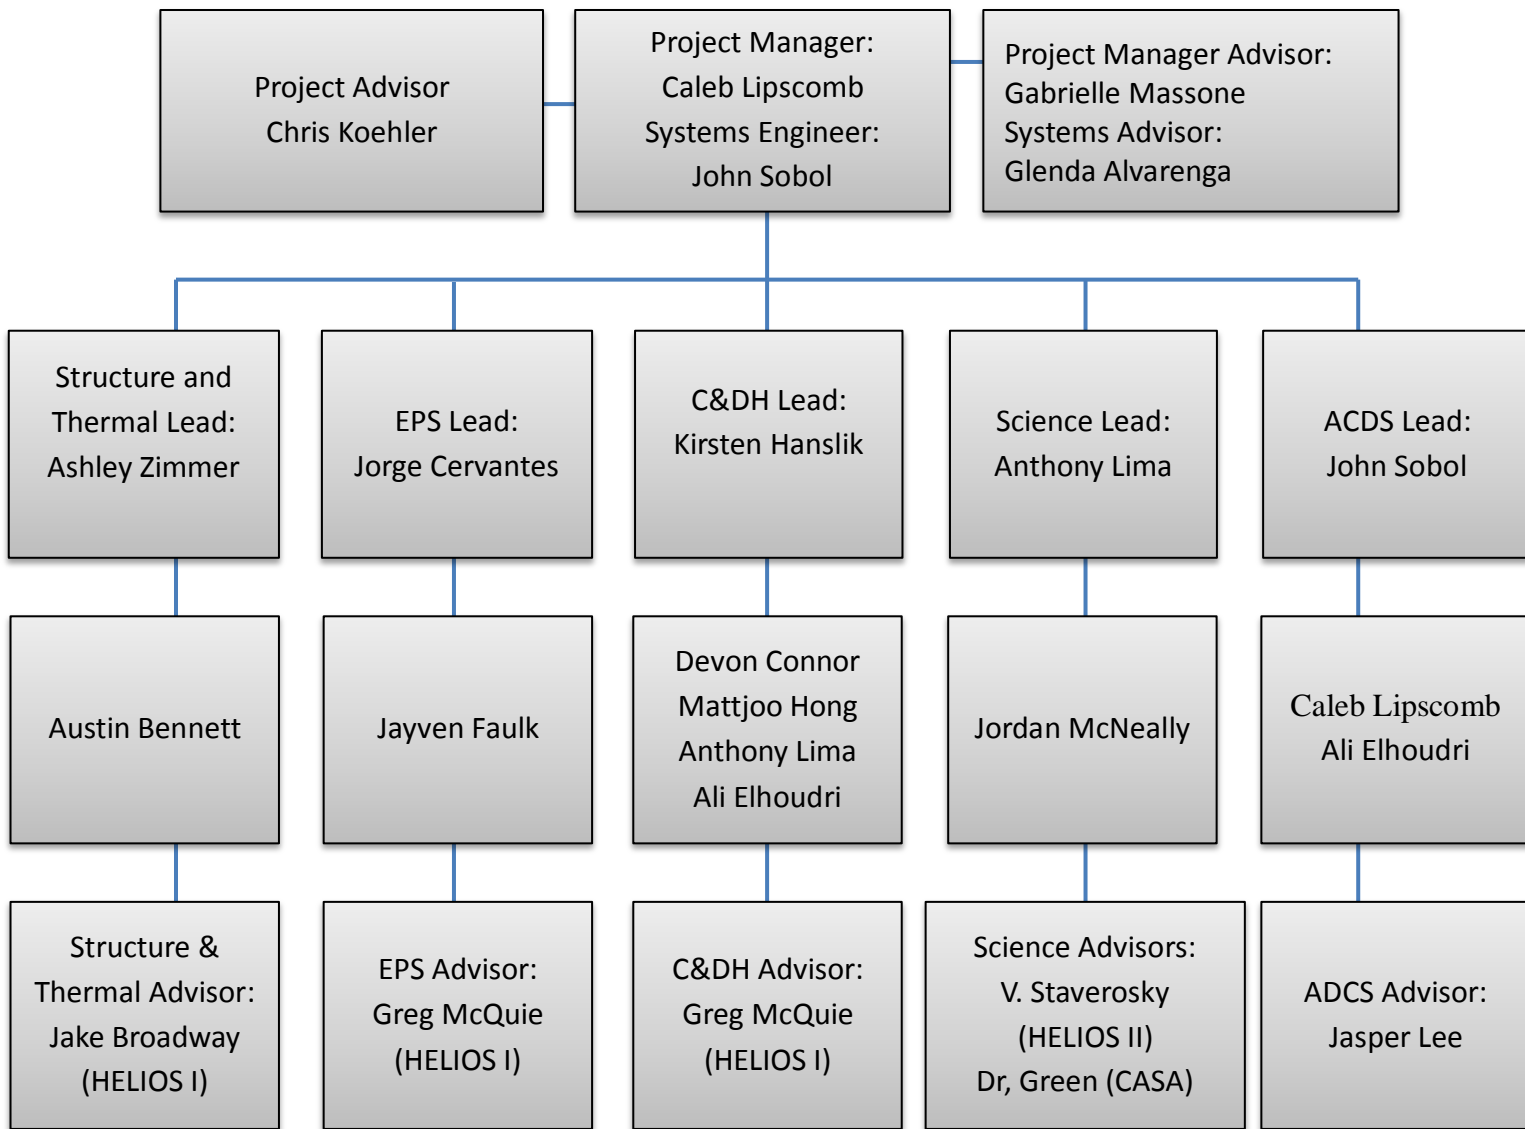 Project Advisor
Chris Koehler
Project Manager:
Caleb Lipscomb
Systems Engineer:
John Sobol
Project Manager Advisor:
Gabrielle Massone
Systems Advisor:
Glenda Alvarenga
Structure and
Thermal Lead:
Ashley Zimmer
EPS Lead:
Jorge Cervantes
C&DH Lead:
Kirsten Hanslik
Science Lead:
Anthony Lima
ACDS Lead:
John Sobol
Austin Bennett
Jayven Faulk
Devon Connor
Mattjoo Hong
Anthony Lima
Ali Elhoudri
Jordan McNeally
Caleb Lipscomb
Ali Elhoudri
Structure &
Thermal Advisor:
Jake Broadway
(HELIOS I)
EPS Advisor:
Greg McQuie
(HELIOS I)
C&DH Advisor:
Greg McQuie
(HELIOS I)
Science Advisors:
V. Staverosky
(HELIOS II)
Dr, Green (CASA)
ADCS Advisor:
Jasper Lee